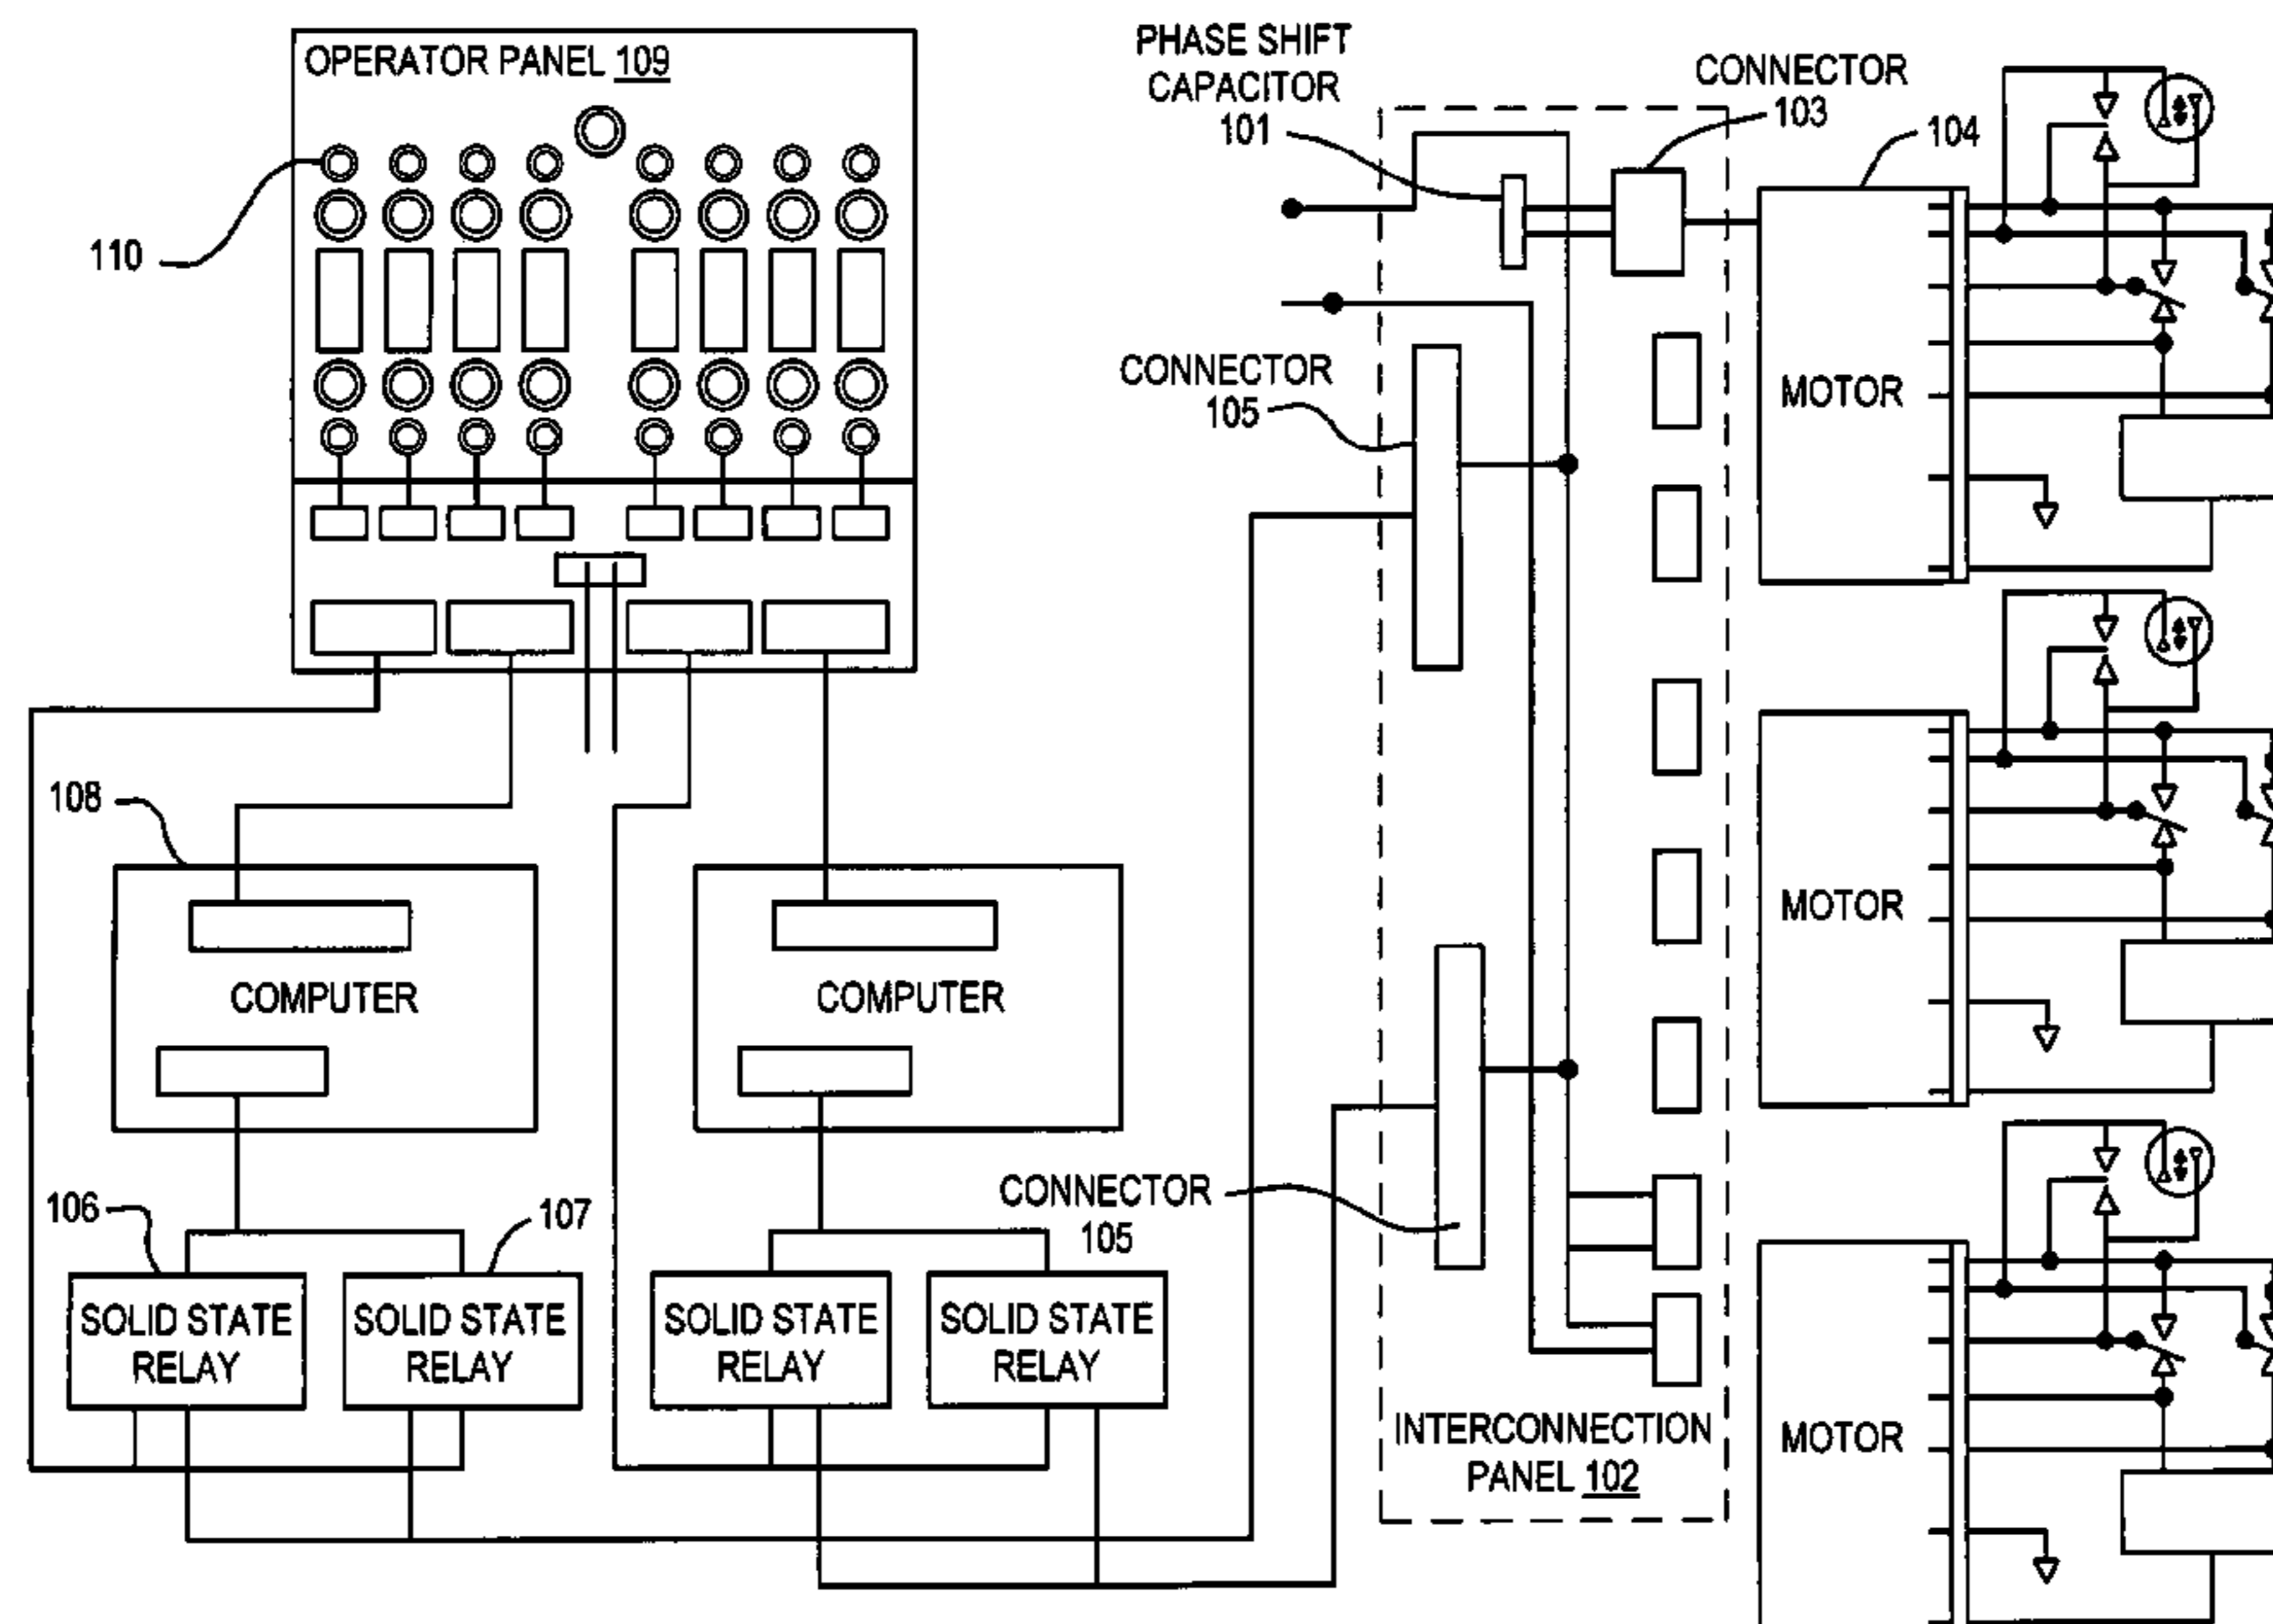 OPERATOR PANEL 109
110
PHASE SHIFT
CAPACITOR
101
CONNECTOR
103
104
CONNECTOR
105
MOTOR
108
COMPUTER
COMPUTER
MOTOR
106
107
CONNECTOR
105
SOLID STATE
RELAY
SOLID STATE
RELAY
SOLID STATE
RELAY
SOLID STATE
RELAY
INTERCONNECTION
PANEL 102
MOTOR